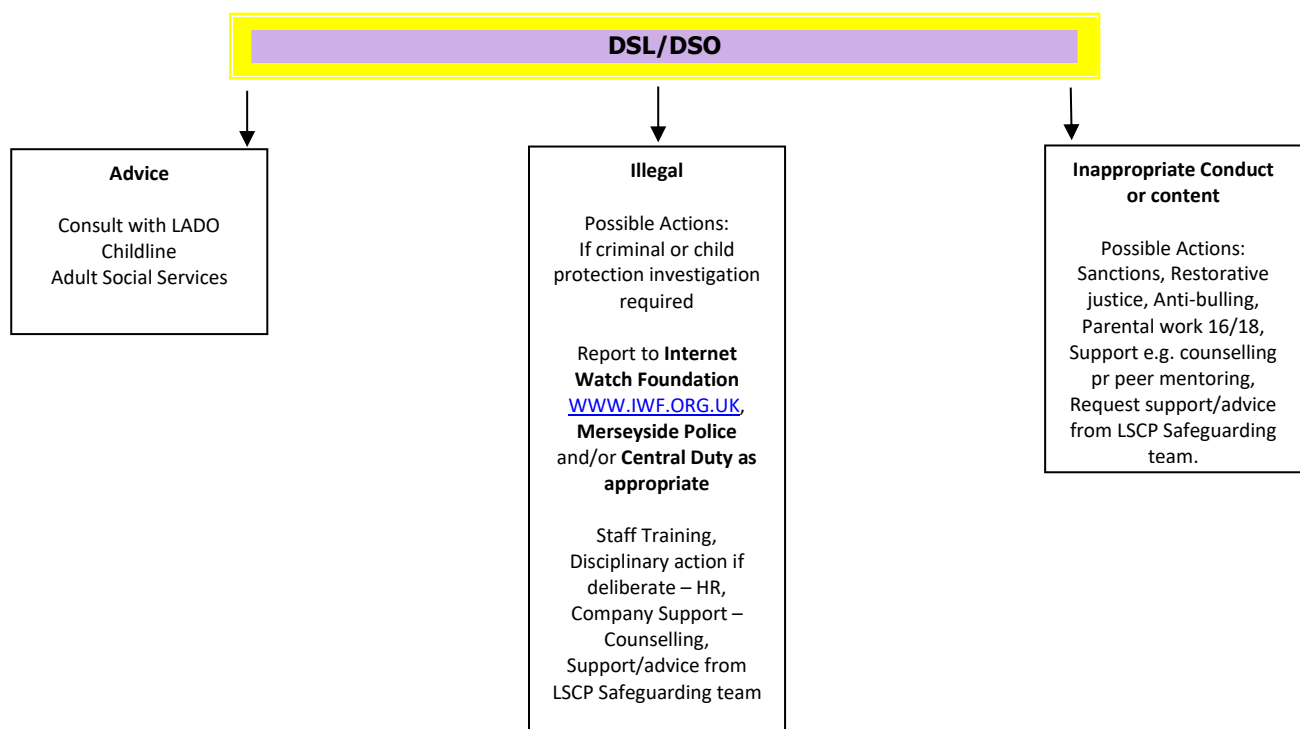 DSL/DSO
Advice
Consult with LADO
Childline
Adult Social Services
Illegal
Possible Actions:
If criminal or child
protection investigation
required
Report to Internet
Watch Foundation
WWW.IWF.ORG.UK,
Merseyside Police
and/or Central Duty as
appropriate
Staff Training,
Disciplinary action if
deliberate – HR,
Company Support –
Counselling,
Support/advice from
LSCP Safeguarding team
Inappropriate Conduct
or content
Possible Actions:
Sanctions, Restorative
justice, Anti-bulling,
Parental work 16/18,
Support e.g. counselling
pr peer mentoring,
Request support/advice
from LSCP Safeguarding
team.